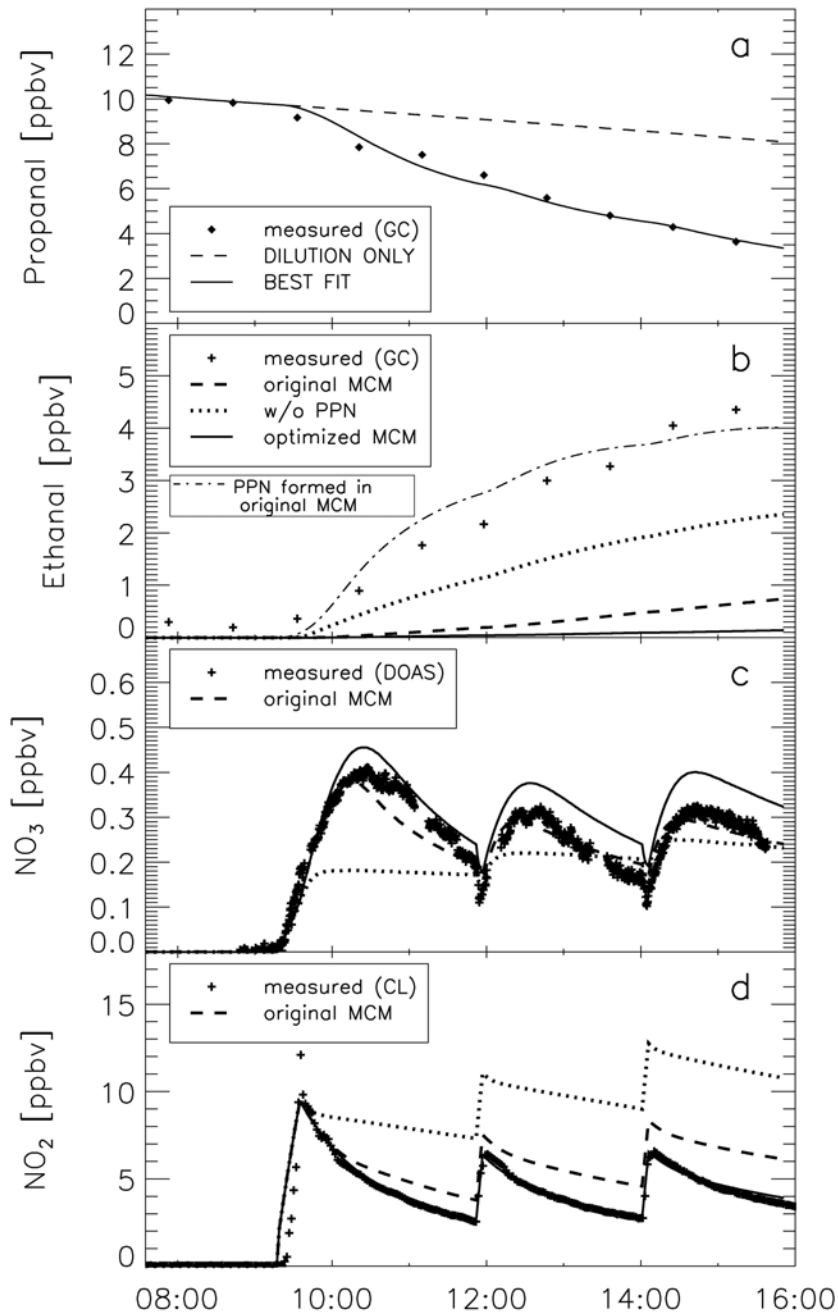 a
Propanal [ppbv]
12
10
8
6
4
2
0
measured (GC)
DILUTION ONLY
BEST FIT
b
Ethanal [ppbv]
5
4
3
2
1
0
measured (GC)
original MCM
w/o PPN
optimized MCM
PPN formed in
original MCM
c
NO3 [ppbv]
0.6
0.5
0.4
0.3
0.2
0.1
0.0
measured (DOAS)
original MCM
d
NO2 [ppbv]
15
10
5
0
measured (CL)
original MCM
08:00 10:00 12:00 14:00 16:00